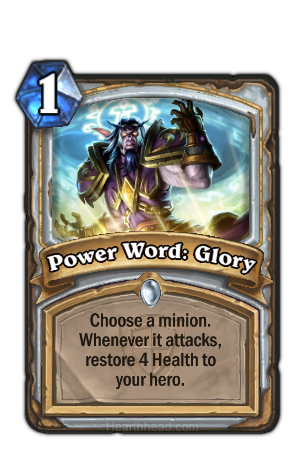 1
Power Word: Glory
Choose a minion.
Whenever it attacks,
restore 4 Health to
your hero.
Hearthhead.com